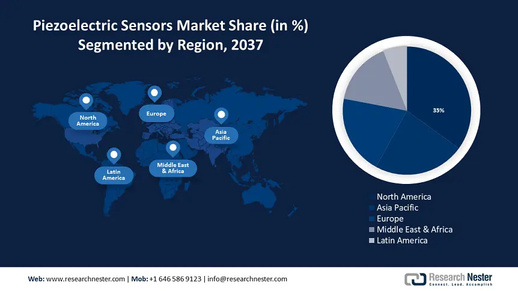 Piezoelectric Sensors Market Share (in %)
Segmented by Region, 2037
North
America
Europe
Asia
Pacific
Latin
America
Middle East
& Africa
35%
North America
Asia Pacific
Europe
Middle East & Africa
Latin America
Web: www.researchnester.com | Mob: +1 646 586 9123 | info@researchnester.com
Research Nester
Connect. Lead. Accomplish